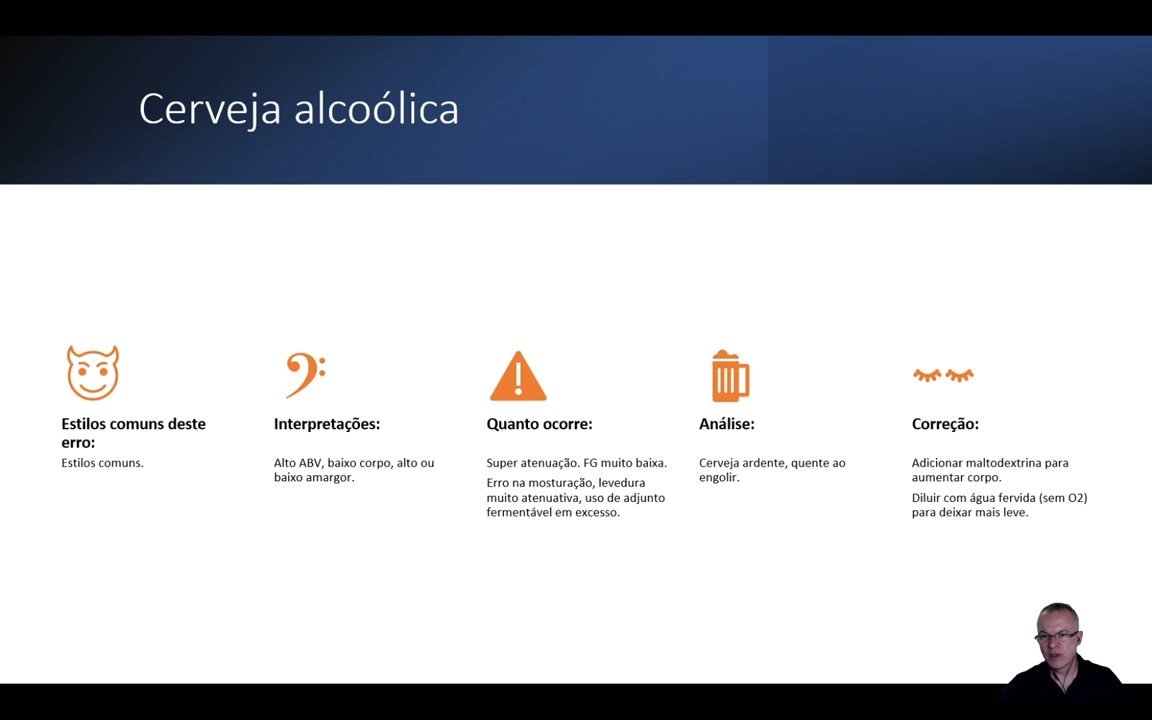 Cerveja alcoólica
Estilos comuns deste
erro:
Estilos comuns.
Interpretações:
Alto ABV, baixo corpo, alto ou
baixo amargor.
Quanto ocorre:
Super atenuação. FG muito baixa.
Erro na mosturação, levedura
muito atenuativa, uso de adjunto
fermentável em excesso.
Análise:
Cerveja ardente, quente ao
engolir.
Correção:
Adicionar maltodextrina para
aumentar corpo.
Diluir com água fervida (sem O2)
para deixar mais leve.